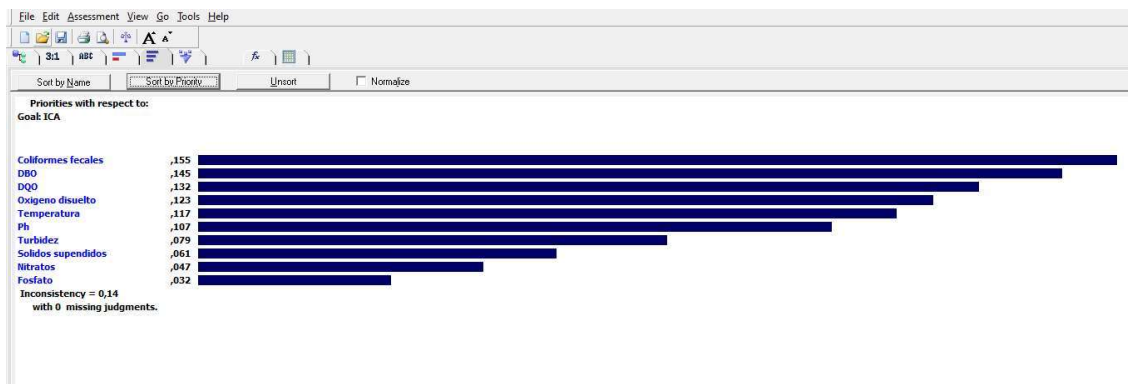 File Edit Assessment View Go Tools Help
A A
3:1 ABC fx
Sort by Name Sort by Priority Unsort Normalize
Priorities with respect to:
Goal: ICA
Coliformes fecales ,155
DBO ,145
DQO ,132
Oxigeno disuelto ,123
Temperatura ,117
Ph ,107
Turbidez ,079
Solidos supendidos ,061
Nitratos ,047
Fosfato ,032
Inconsistency = 0,14
with 0 missing judgments.